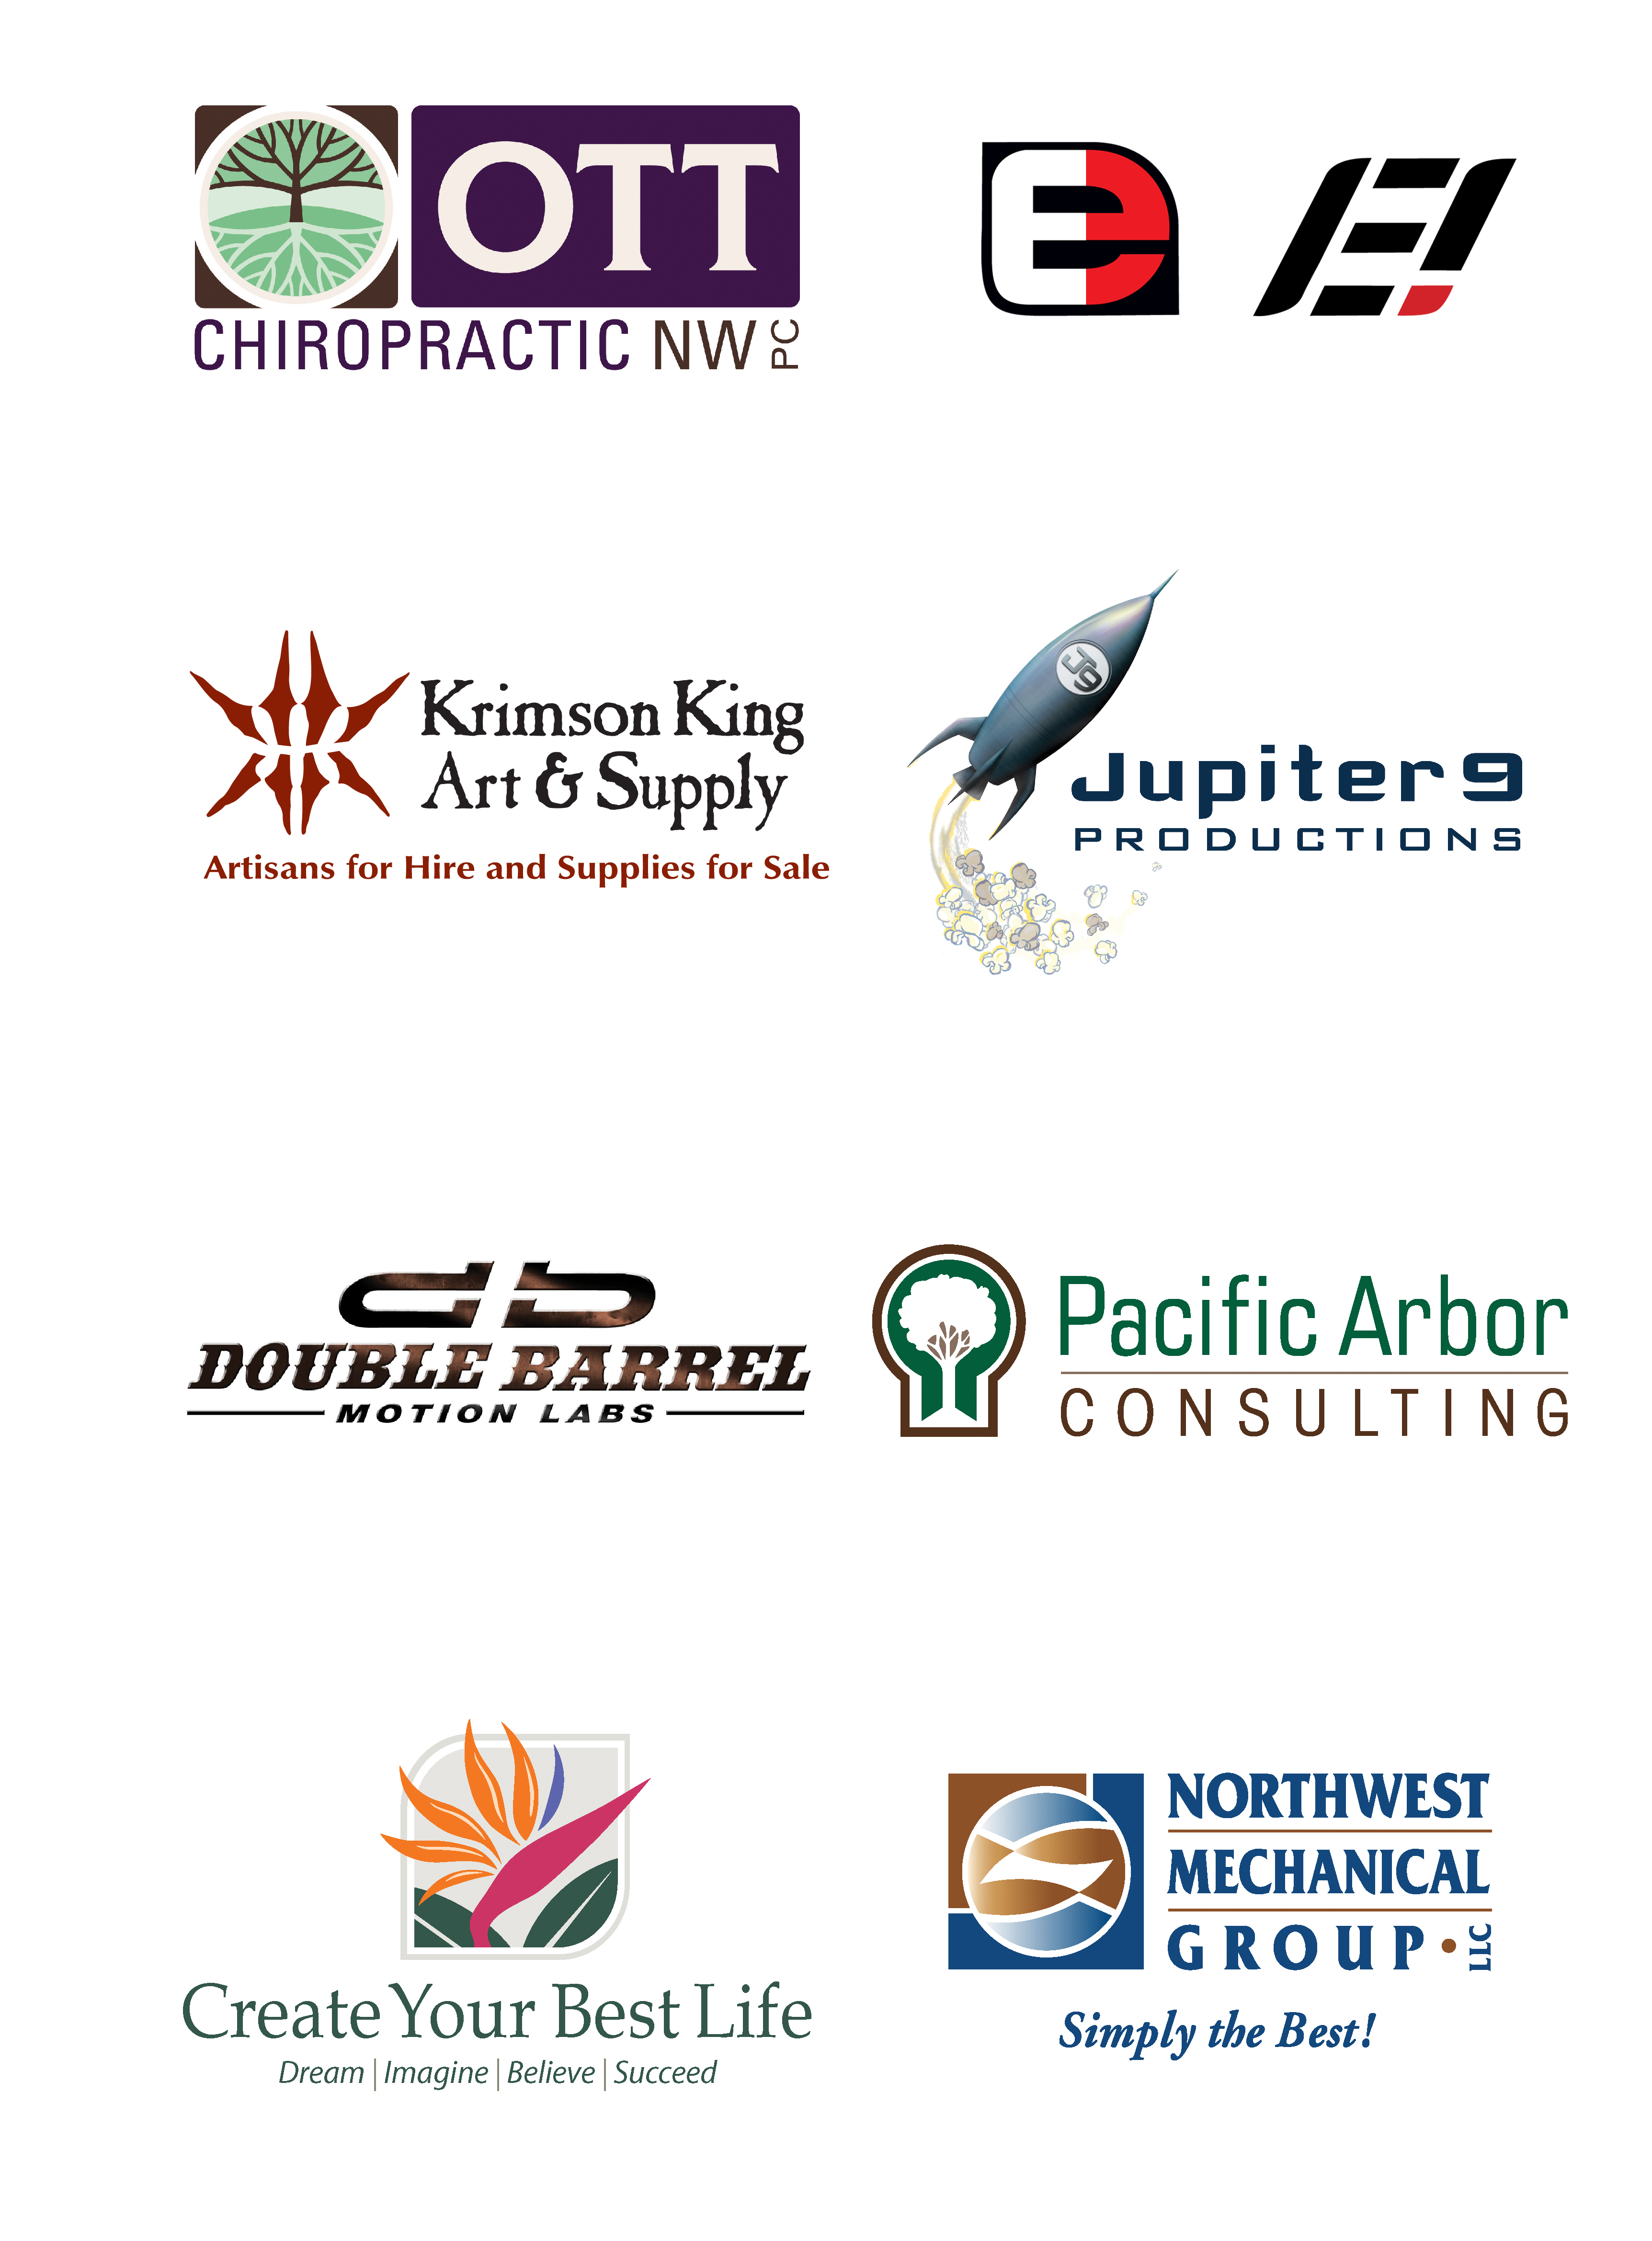 OTT
CHIROPRACTIC NW PC
e
E!
Krimson King
Art & Supply
Artisans for Hire and Supplies for Sale
J9
Jupiter 9
PRODUCTIONS
db
DOUBLE BARREL
MOTION LABS
Pacific Arbor
CONSULTING
Create Your Best Life
Dream | Imagine | Believe | Succeed
NORTHWEST
MECHANICAL
GROUP • LLC
Simply the Best!